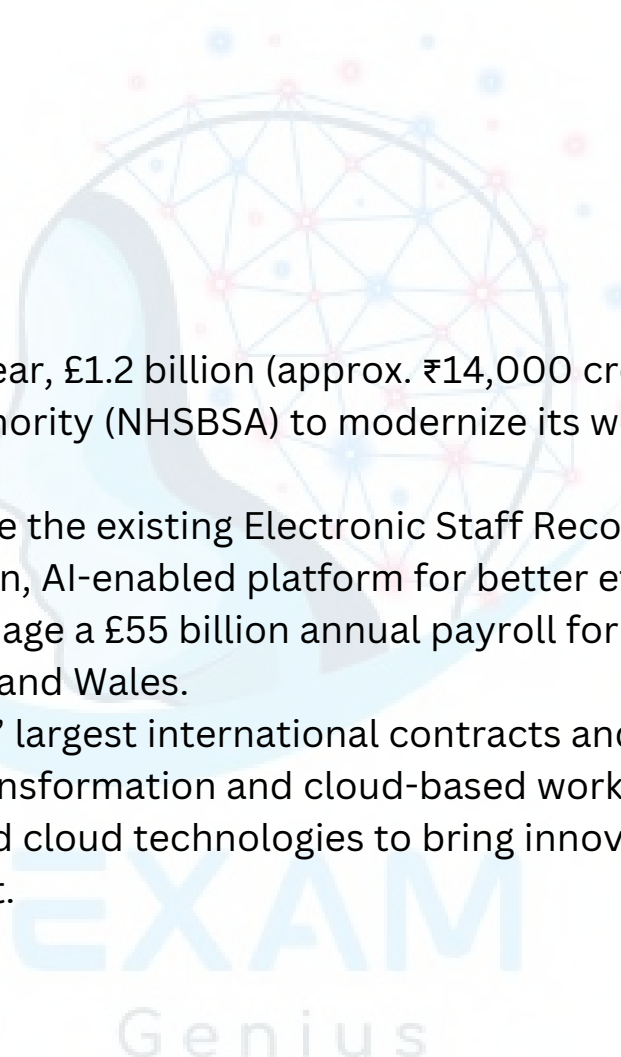 ear, £1.2 billion (approx. ₹14,000 cr
hority (NHSBSA) to modernize its w
e the existing Electronic Staff Reco
n, AI-enabled platform for better e
age a £55 billion annual payroll for
and Wales.
’ largest international contracts and
nsformation and cloud-based work
d cloud technologies to bring innov
t.
EXAM
Genius